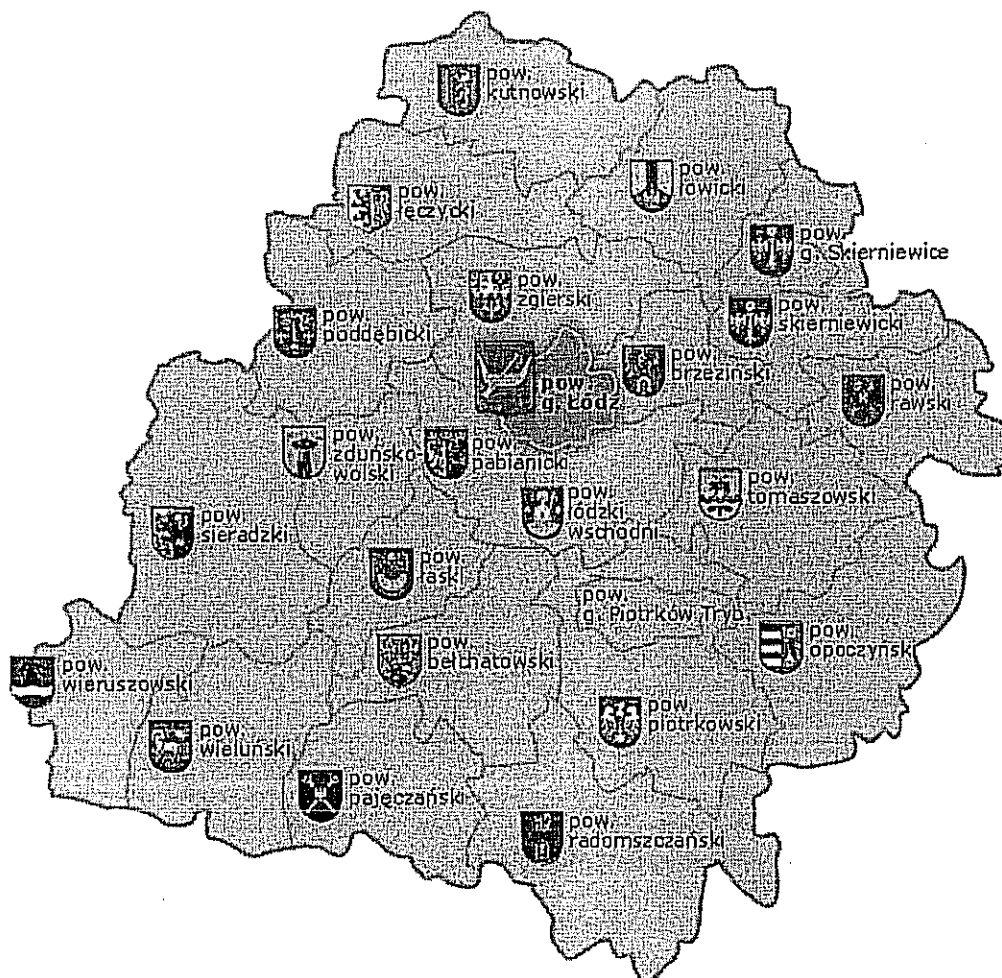 pow.
kutnowski
pow.
łowicki
pow.
łęczycki
pow.
g. Skierniewice
pow.
zgierski
pow.
skierniewicki
pow.
poddębicki
pow.
brzeziński
pow.
g. Łódź
pow.
rawski
pow.
zduńsko-
wolski
pow.
pabianicki
pow.
tomaszowski
pow.
łódzki
wschodni
pow.
sieradzki
pow.
łaski
pow.
g. Piotrków Tryb.
pow.
opoczyński
pow.
bełchatowski
pow.
wieruszowski
pow.
piotrkowski
pow.
wieluński
pow.
pajęczański
pow.
radomszczański